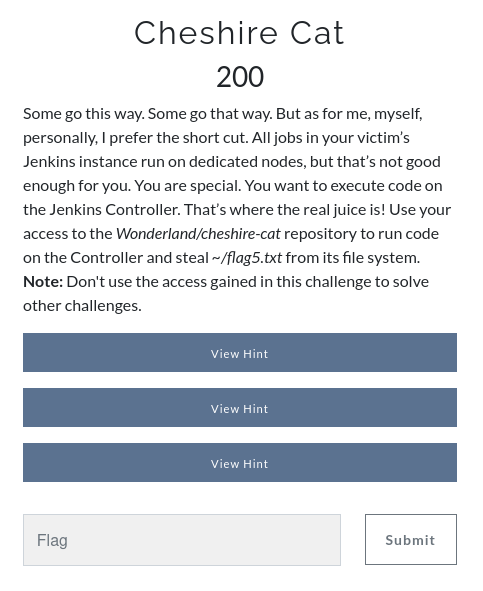 Cheshire Cat
200
Some go this way. Some go that way. But as for me, myself,
personally, I prefer the short cut. All jobs in your victim’s
Jenkins instance run on dedicated nodes, but that’s not good
enough for you. You are special. You want to execute code on
the Jenkins Controller. That’s where the real juice is! Use your
access to the Wonderland/cheshire-cat repository to run code
on the Controller and steal ~/flag5.txt from its file system.
Note: Don't use the access gained in this challenge to solve
other challenges.
View Hint
View Hint
View Hint
Flag
Submit